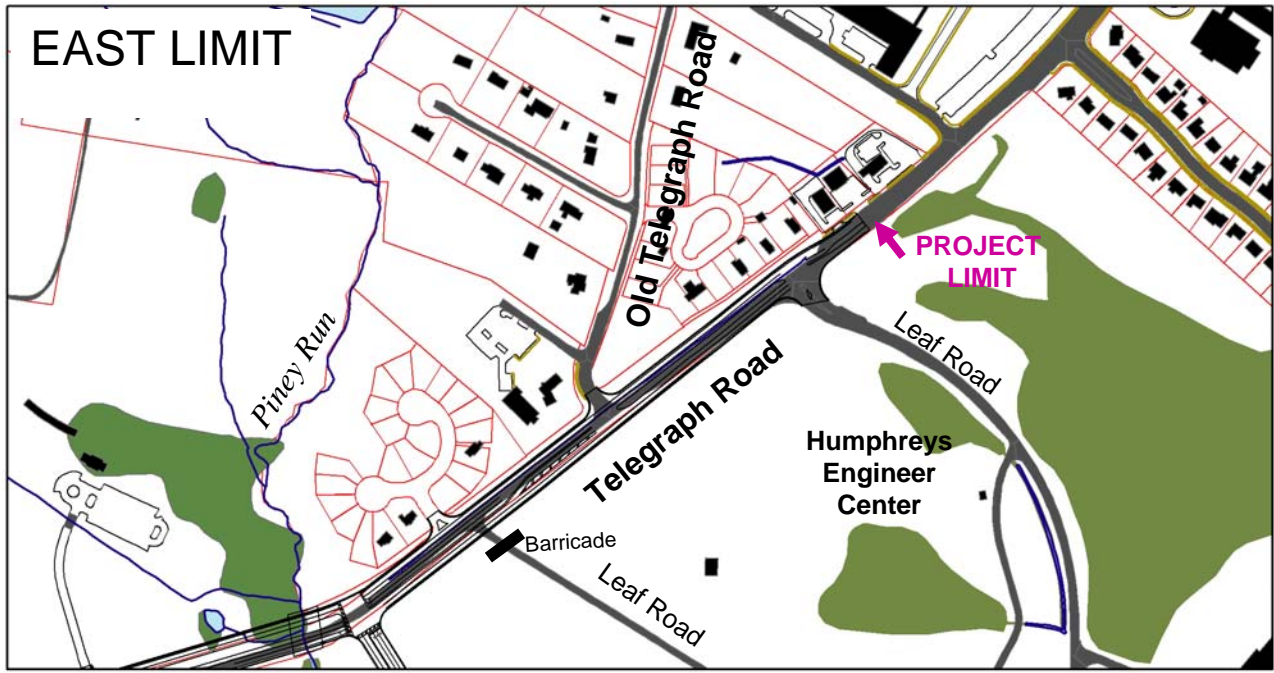 EAST LIMIT
Old Telegraph Road
PROJECT
LIMIT
Piney Run
Leaf Road
Telegraph Road
Humphreys
Engineer
Center
Barricade
Leaf Road